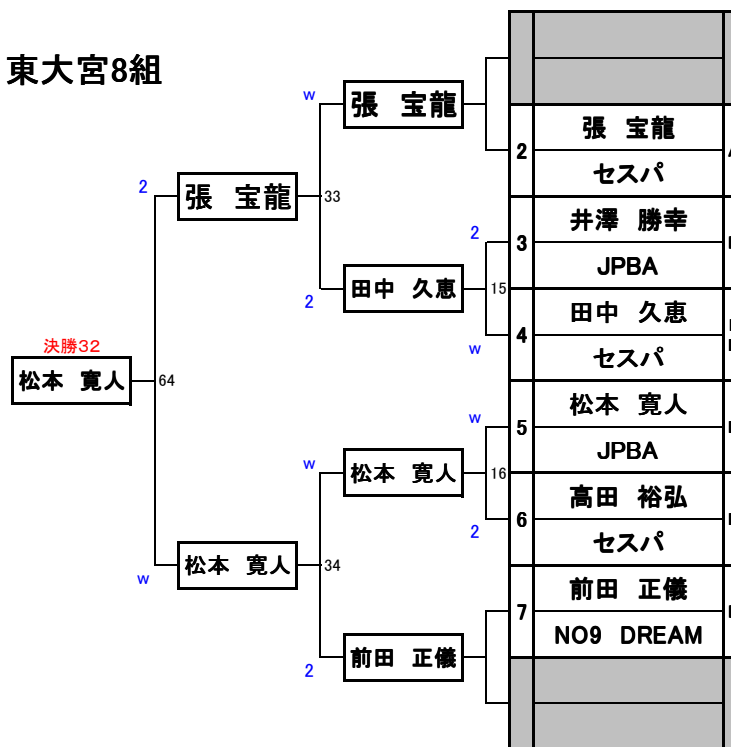 東大宮8組
決勝32
松本 寛人
64
2
w
張 宝龍
33
松本 寛人
34
w
2
w
2
張 宝龍
田中 久恵
15
松本 寛人
16
前田 正儀
2
w
w
2
2
張 宝龍
セスパ
3
井澤 勝幸
JPBA
4
田中 久恵
セスパ
5
松本 寛人
JPBA
6
高田 裕弘
セスパ
7
前田 正儀
NO9 DREAM